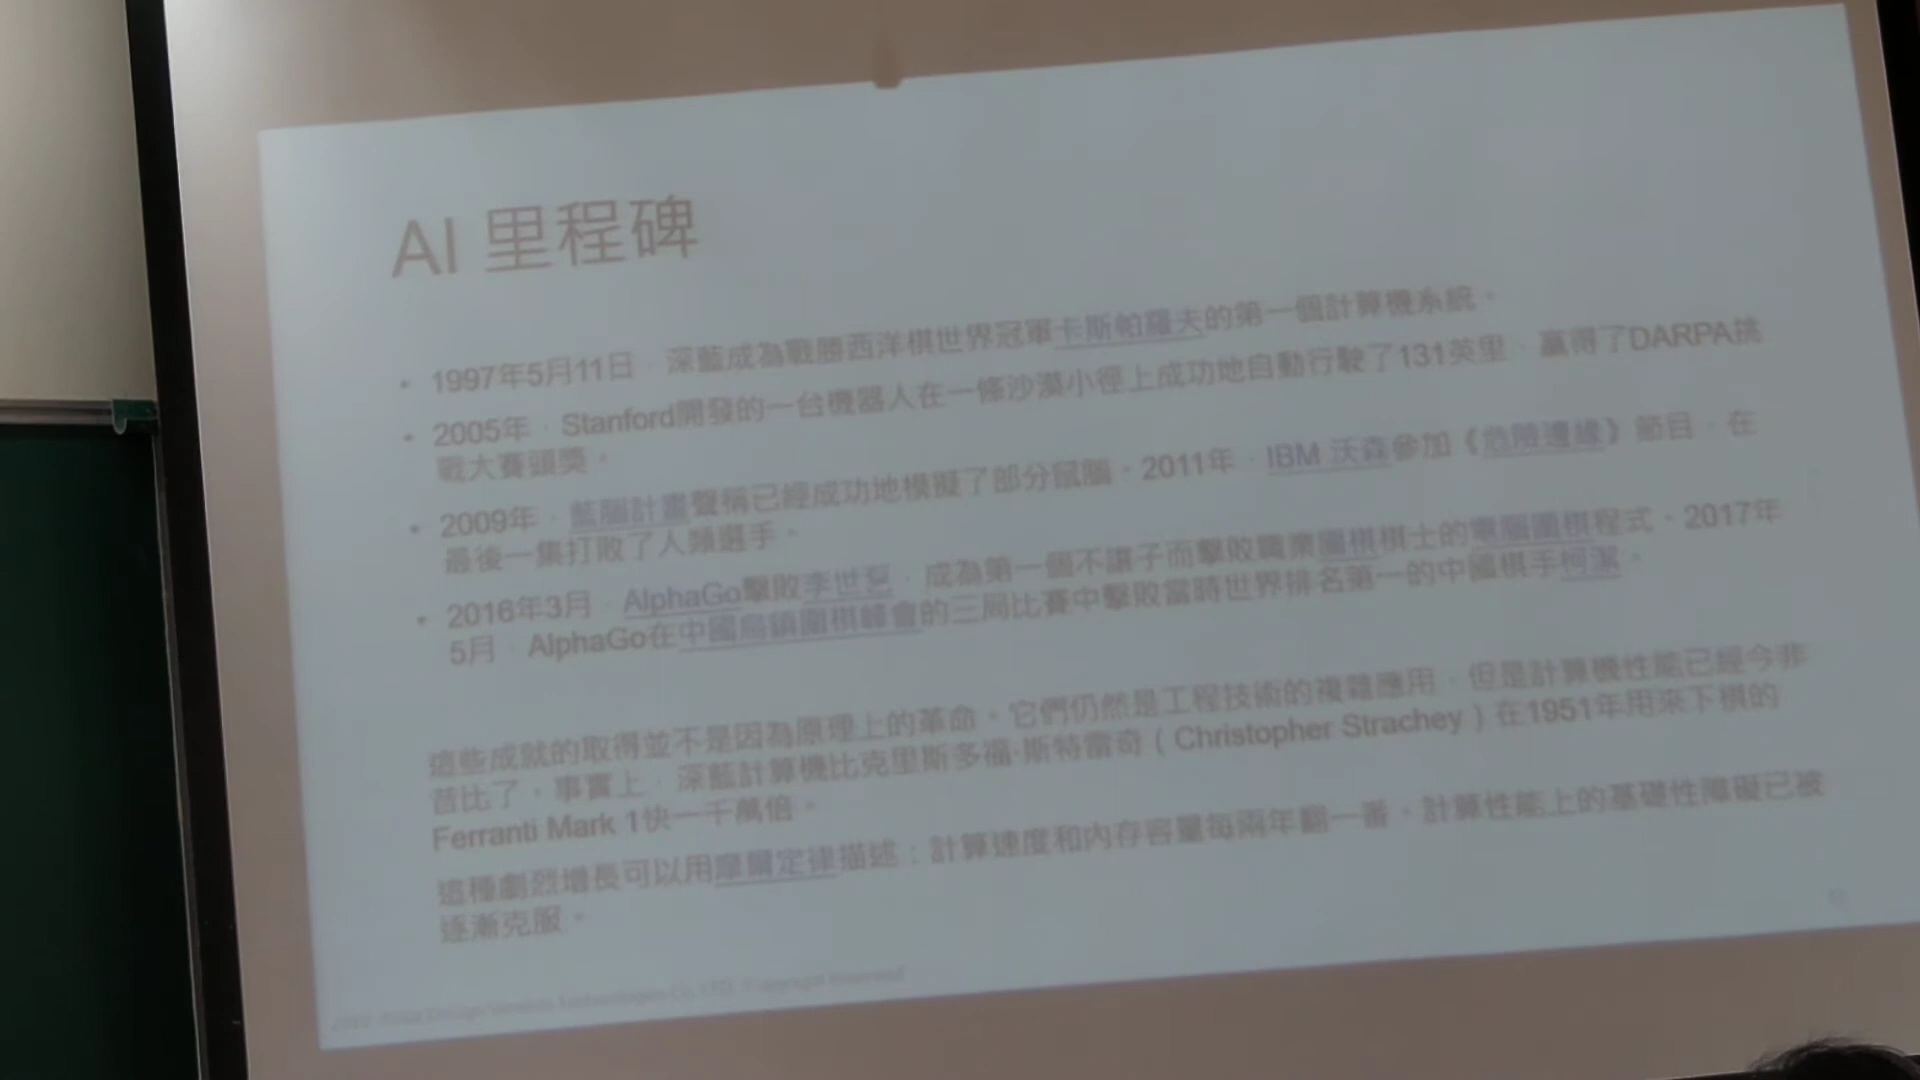 AI 里程碑
• 1997年5月11日，深藍成為戰勝西洋棋世界冠軍卡斯帕羅夫的第一個計算機系統。
• 2005年，Stanford開發的一台機器人在一條沙漠小徑上成功地自動行駛了131英里，贏得了DARPA挑
戰大賽頭獎。
• 2009年，藍腦計畫聲稱已經成功地模擬了部分鼠腦。2011年，IBM 沃森參加《危險邊緣》節目，在
最後一集打敗了人類選手。
• 2016年3月，AlphaGo擊敗李世乭，成為第一個不讓子而擊敗職業圍棋棋士的電腦圍棋程式。2017年
5月，AlphaGo在中國烏鎮圍棋峰會的三局比賽中擊敗當時世界排名第一的中國棋手柯潔。
這些成就的取得並不是因為原理上的革命。它們仍然是工程技術的複雜應用，但是計算機性能已經今非
昔比了。事實上，深藍計算機比克里斯多福·斯特雷奇（Christopher Strachey）在1951年用來下棋的
Ferranti Mark 1快一千萬倍。
這種劇烈增長可以用摩爾定律描述：計算速度和內存容量每兩年翻一番。計算性能上的基礎性障礙已被
逐漸克服。
Technologies Co., LTD. Copyright Reserved